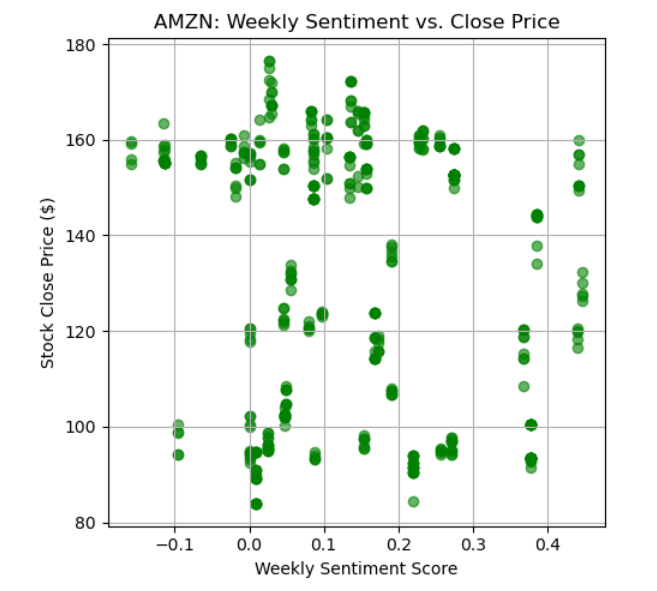 AMZN: Weekly Sentiment vs. Close Price
180
160
140
120
100
80
Stock Close Price ($)
−0.1 0.0 0.1 0.2 0.3 0.4
Weekly Sentiment Score